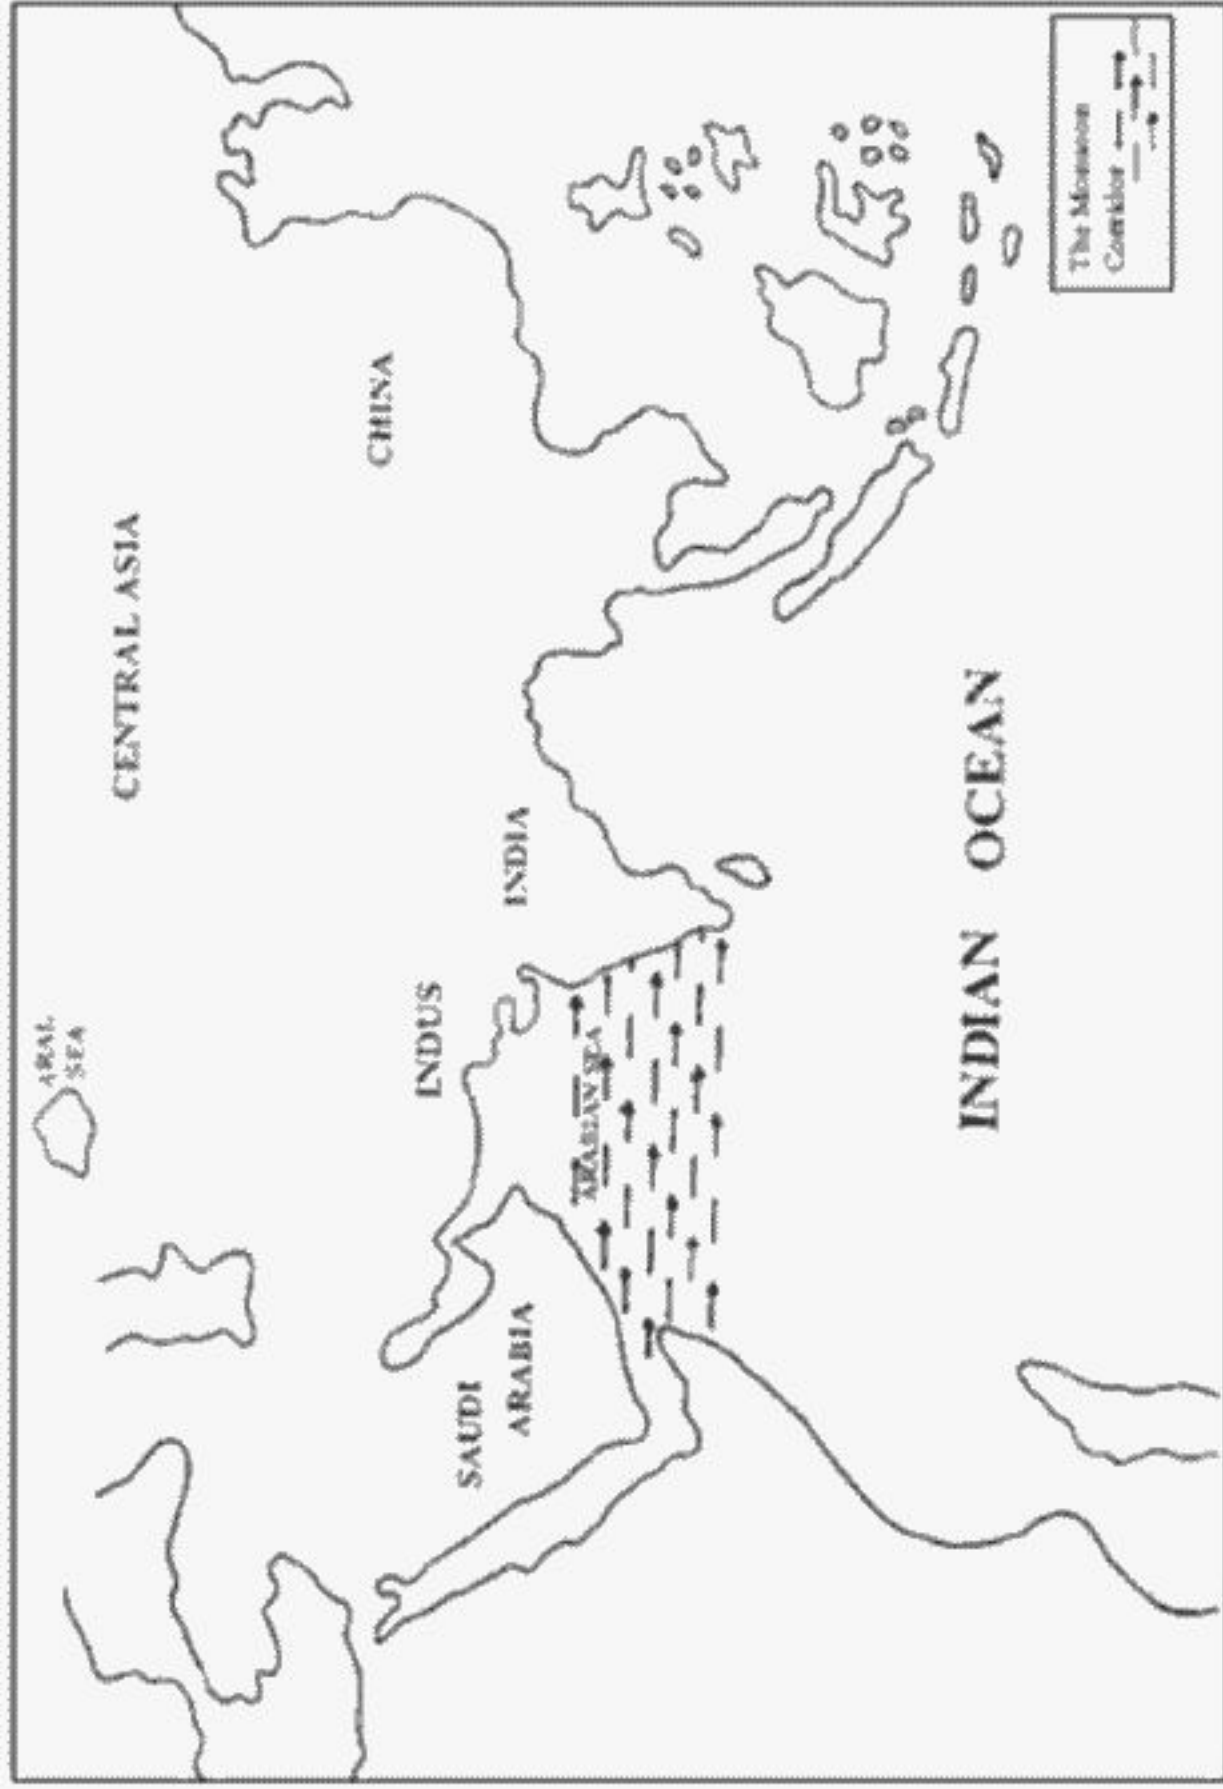 ARAL
SEA
CENTRAL ASIA
CHINA
INDUS
INDIA
SAUDI
ARABIA
ARABIAN SEA
INDIAN OCEAN
The Monsoon
Corridor